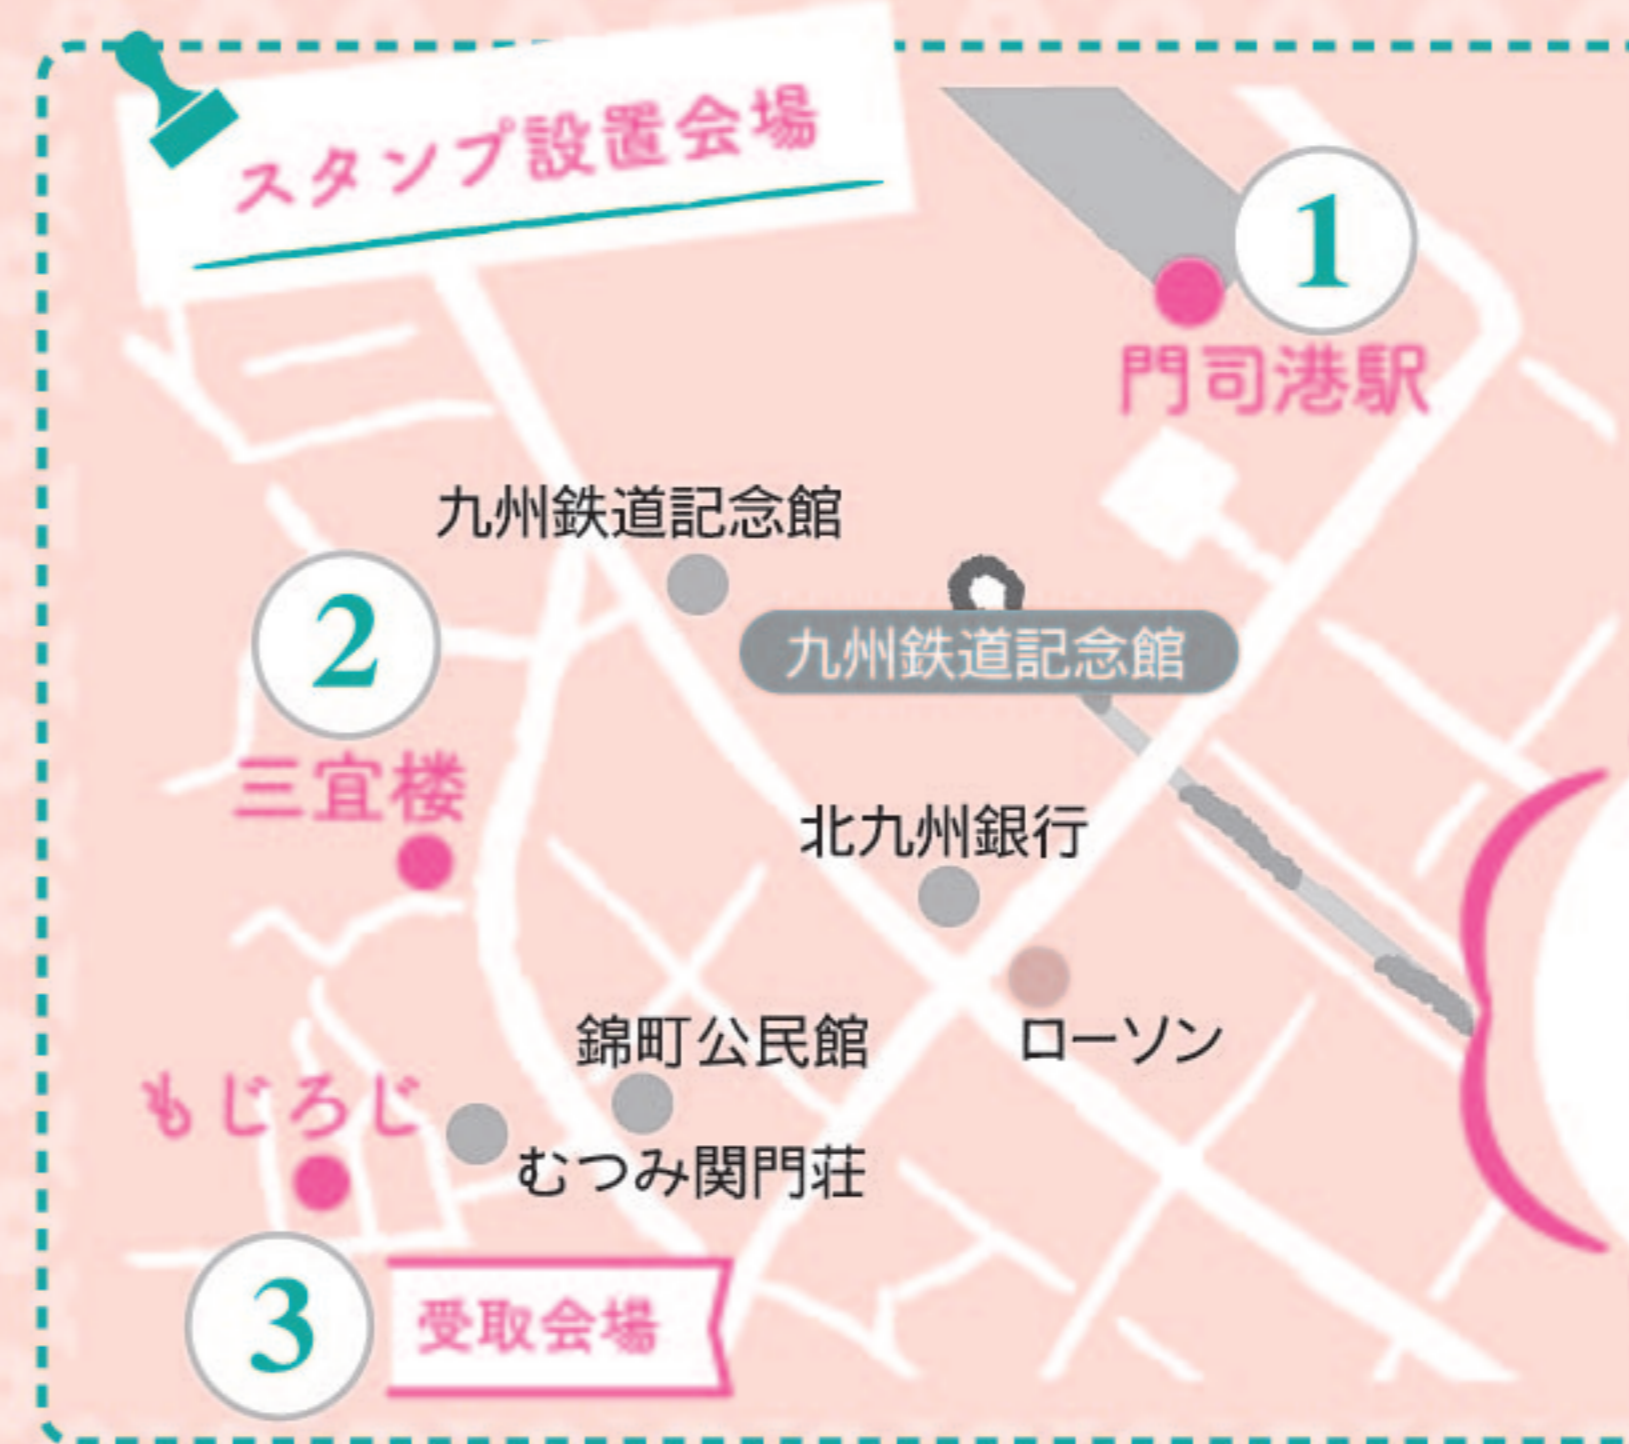 スタンプ設置会場
1
門司港駅
九州鉄道記念館
九州鉄道記念館
2
三宜楼
北九州銀行
ローソン
錦町公民館
もじろじ
むつみ関門荘
3
受取会場